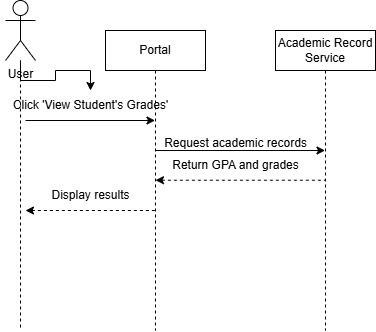 Portal
Academic Record
Service
User
Click 'View Student's Grades'
Request academic records
Return GPA and grades
Display results